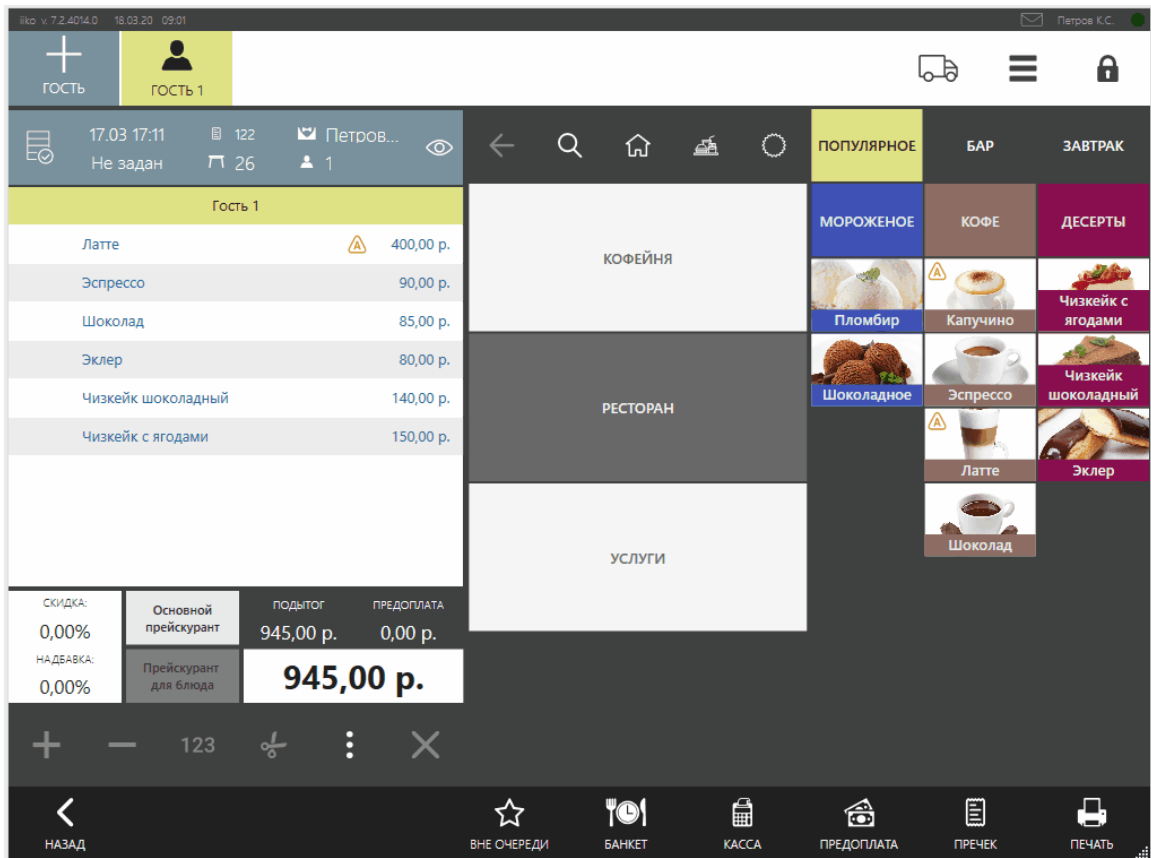 iiko v. 7.2.4014.0 18.03.20 09:01 Петров К.С.
ГОСТЬ
ГОСТЬ 1
17.03 17:11 122 Петров...
Не задан 26 1
Гость 1
Латте 400,00 р.
Эспрессо 90,00 р.
Шоколад 85,00 р.
Эклер 80,00 р.
Чизкейк шоколадный 140,00 р.
Чизкейк с ягодами 150,00 р.
СКИДКА:
0,00%
НАДБАВКА:
0,00%
Основной
прейскурант
Прейскурант
для блюда
ПОДЫТОГ ПРЕДОПЛАТА
945,00 р. 0,00 р.
945,00 р.
123
КОФЕЙНЯ
РЕСТОРАН
УСЛУГИ
ПОПУЛЯРНОЕ БАР ЗАВТРАК
МОРОЖЕНОЕ КОФЕ ДЕСЕРТЫ
Пломбир
А
Капучино
Чизкейк с
ягодами
Шоколадное
Эспрессо
Чизкейк
шоколадный
А
Латте
Эклер
Шоколад
НАЗАД
ВНЕ ОЧЕРЕДИ
БАНКЕТ
КАССА
ПРЕДОПЛАТА
ПРЕЧЕК
ПЕЧАТЬ